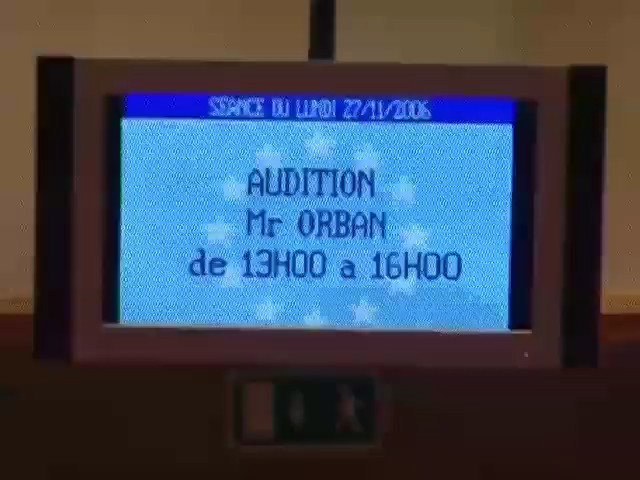 SEANCE DU LUNDI 27/11/2006
AUDITION
Mr ORBAN
de 13H00 a 16H00